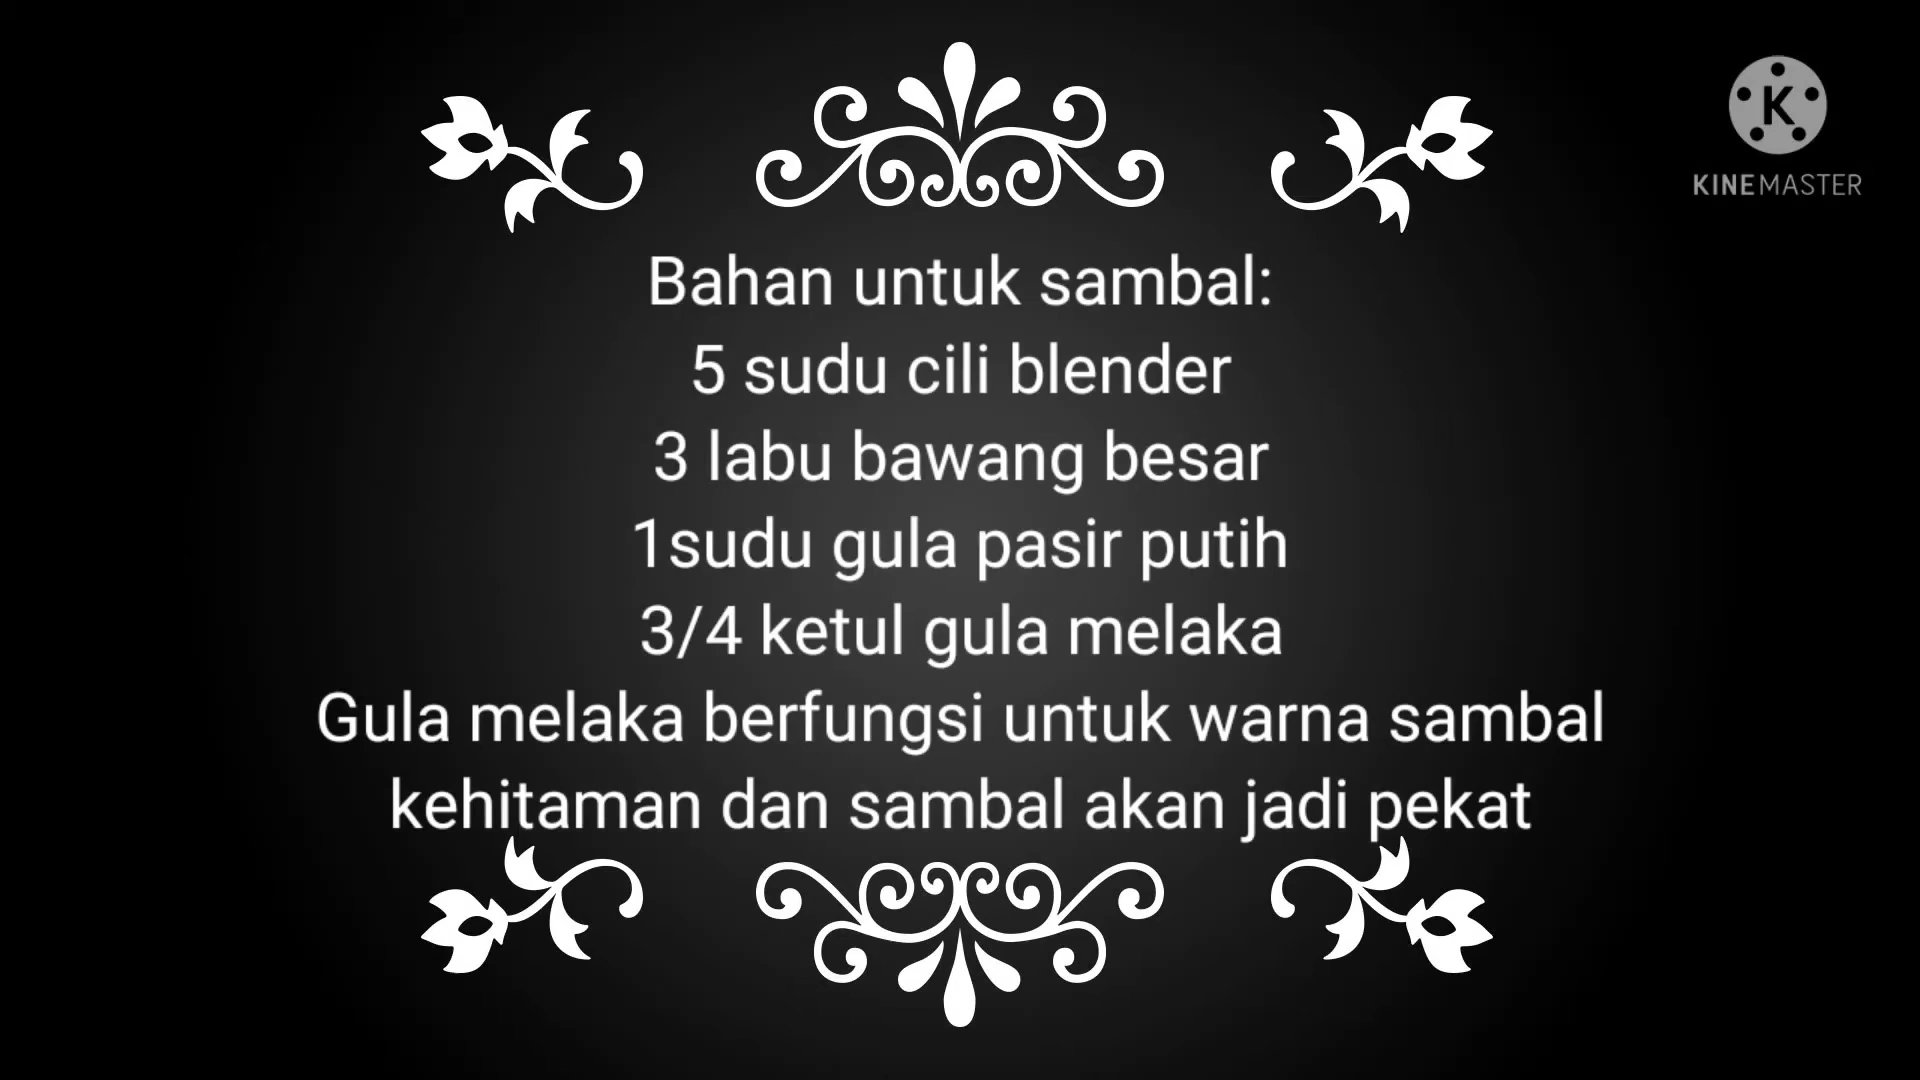 K
KINEMASTER
Bahan untuk sambal:
5 sudu cili blender
3 labu bawang besar
1sudu gula pasir putih
3/4 ketul gula melaka
Gula melaka berfungsi untuk warna sambal
kehitaman dan sambal akan jadi pekat